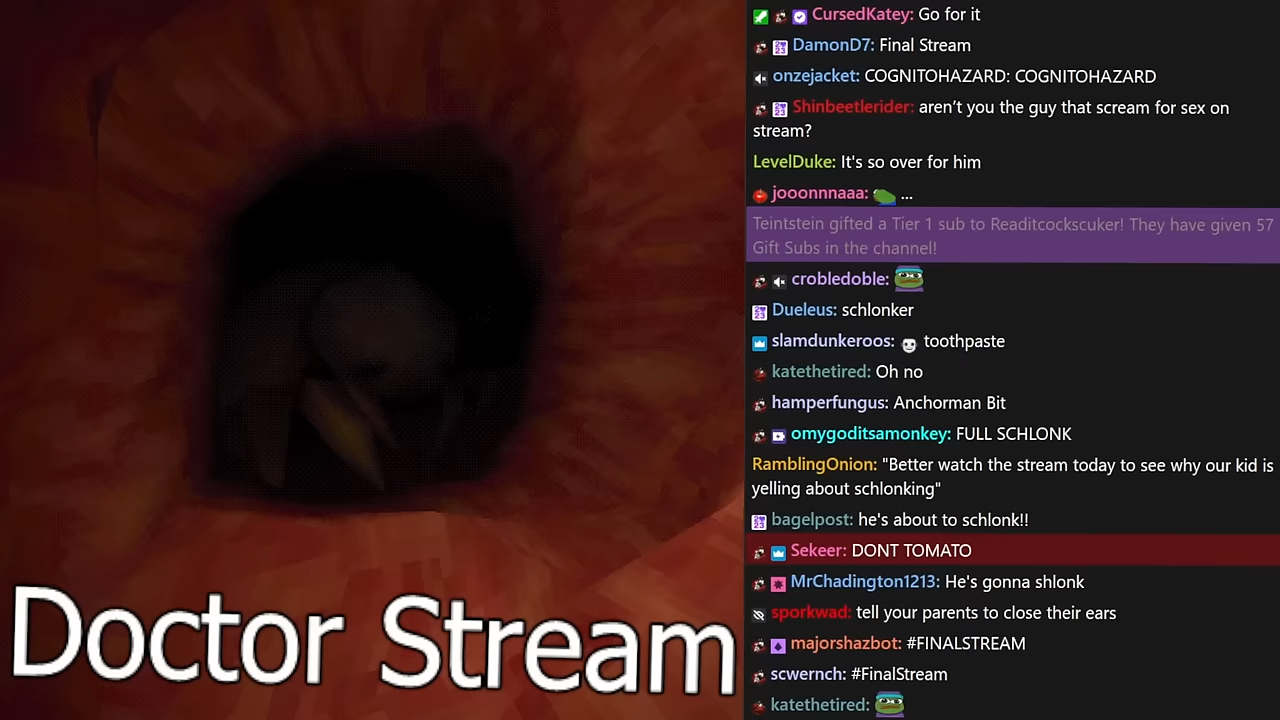 CursedKatey: Go for it
DamonD7: Final Stream
onzejacket: COGNITOHAZARD: COGNITOHAZARD
Shinbeetlerider: aren’t you the guy that scream for sex on
stream?
LevelDuke: It's so over for him
jooonnnaaa: ...
Teintstein gifted a Tier 1 sub to Readitcockscuker! They have given 57
Gift Subs in the channel!
crobledoble:
Dueleus: schlonker
slamdunkeroos: toothpaste
katethetired: Oh no
hamperfungus: Anchorman Bit
omygoditsamonkey: FULL SCHLONK
RamblingOnion: "Better watch the stream today to see why our kid is
yelling about schlonking"
bagelpost: he's about to schlonk!!
Sekeer: DONT TOMATO
MrChadington1213: He's gonna shlonk
sporkwad: tell your parents to close their ears
majorshazbot: #FINALSTREAM
scwernch: #FinalStream
katethetired:
Doctor Stream